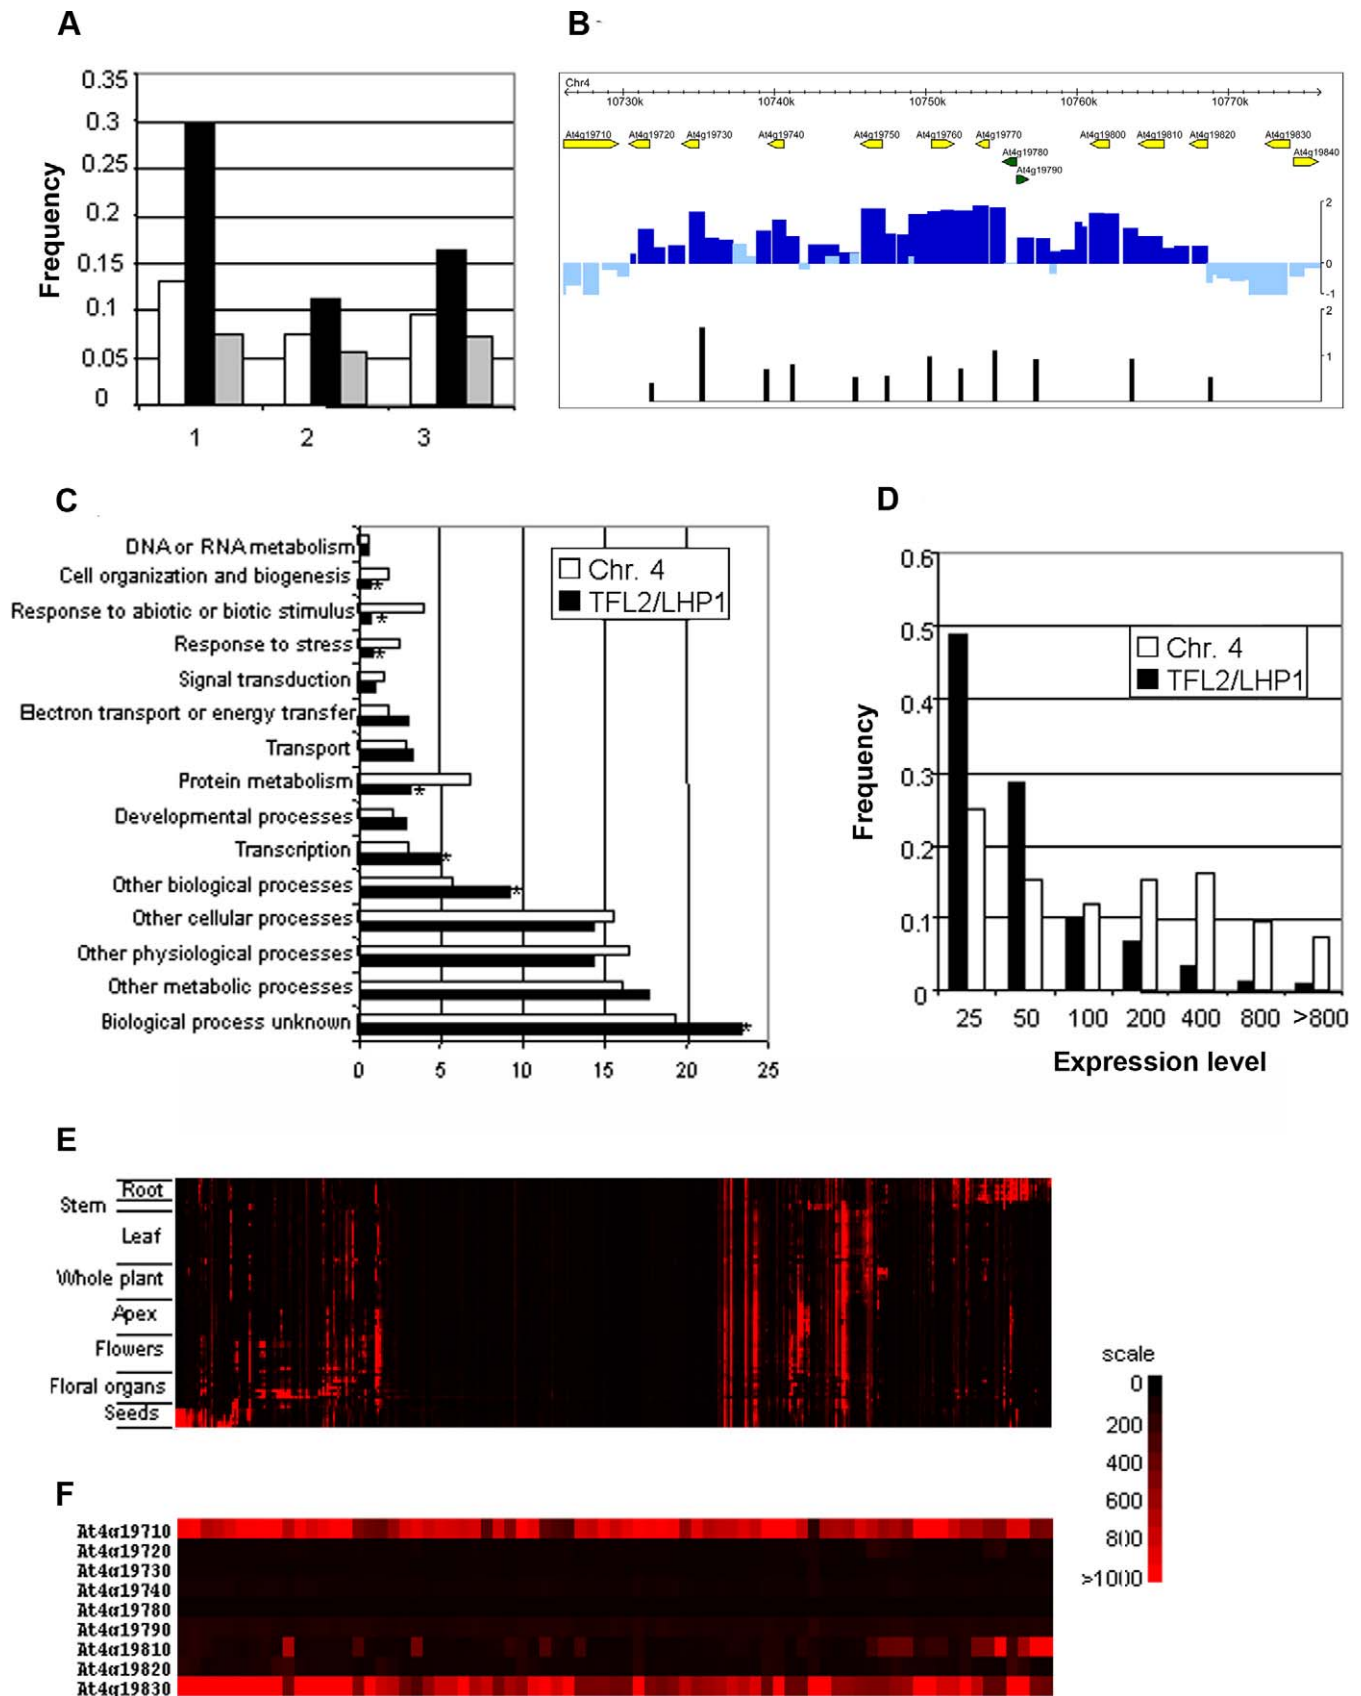 A
B
0.35
0.3
0.25
0.2
0.15
0.1
0.05
0
Frequency
1 2 3
Chr4
10730k 10740k 10750k 10760k 10770k
At4g19710 At4g19720 At4g19730 At4g19740 At4g19750 At4g19760 At4g19770 At4g19800 At4g19810 At4g19820 At4g19830
At4g19780 At4g19840
At4g19790
2
0
-1
2
1
C
DNA or RNA metabolism
Cell organization and biogenesis *
Response to abiotic or biotic stimulus *
Response to stress *
Signal transduction
Electron transport or energy transfer
Transport
Protein metabolism *
Developmental processes
Transcription *
Other biological processes *
Other cellular processes
Other physiological processes
Other metabolic processes
Biological process unknown *
0 5 10 15 20 25
Chr. 4
TFL2/LHP1
D
0.6
0.5
0.4
0.3
0.2
0.1
0
Frequency
Chr. 4
TFL2/LHP1
25 50 100 200 400 800 >800
Expression level
E
Root
Stem
Leaf
Whole plant
Apex
Flowers
Floral organs
Seeds
scale
0
200
400
600
800
>1000
F
At4g19710
At4g19720
At4g19730
At4g19740
At4g19780
At4g19790
At4g19810
At4g19820
At4g19830